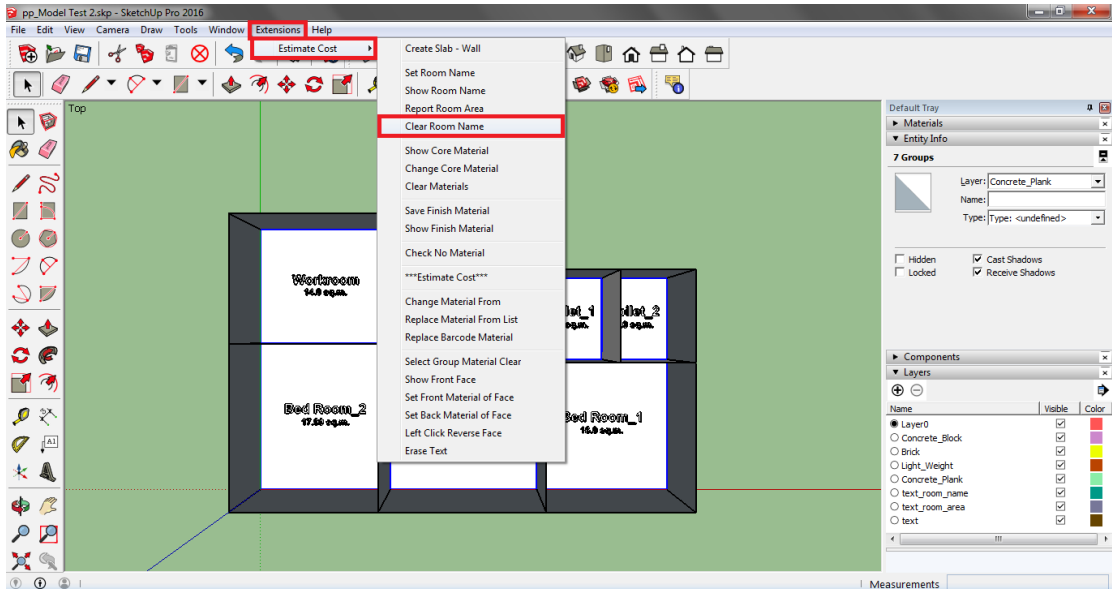 pp_Model Test 2.skp - SketchUp Pro 2016
File Edit View Camera Draw Tools Window Extensions Help
Estimate Cost
Create Slab - Wall
Set Room Name
Show Room Name
Report Room Area
Clear Room Name
Show Core Material
Change Core Material
Clear Materials
Save Finish Material
Show Finish Material
Check No Material
***Estimate Cost***
Change Material From
Replace Material From List
Replace Barcode Material
Select Group Material Clear
Show Front Face
Set Front Material of Face
Set Back Material of Face
Left Click Reverse Face
Erase Text
Top
Workroom
14.0 sq.m.
Bed Room_2
17.50 sq.m.
let_1
sq.m.
oilet_2
sq.m.
Bed Room_1
16.0 sq.m.
A1
Default Tray
Materials
Entity Info
7 Groups
Layer: Concrete_Plank
Name:
Type: Type: <undefined>
Hidden
Cast Shadows
Locked
Receive Shadows
Components
Layers
Name Visible Color
Layer0
Concrete_Block
Brick
Light_Weight
Concrete_Plank
text_room_name
text_room_area
text
Measurements